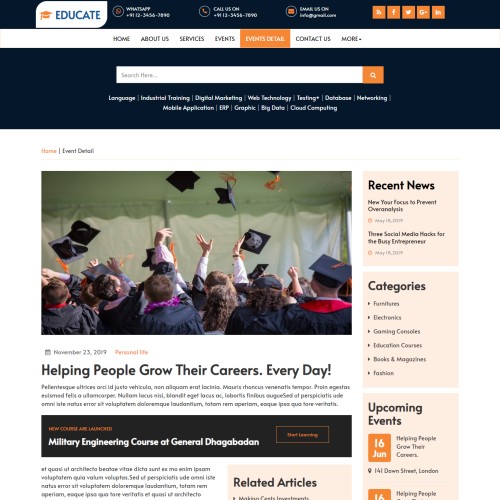 EDUCATE
WHATSAPP
+91 12-3456-7890
CALL US ON
+91 12-3456-7890
EMAIL US ON
info@gmail.com
HOME ABOUT US SERVICES EVENTS EVENTS DETAIL CONTACT US MORE
Search Here...
Language | Industrial Training | Digital Marketing | Web Technology | Testing+ | Database | Networking |
Mobile Application | ERP | Graphic | Big Data | Cloud Computing
Home | Event Detail
November 23, 2019 Personal life
Helping People Grow Their Careers. Every Day!
Pellentesque ultrices orci id justo vehicula, non aliquam erat lacinia. Mauris rhoncus venenatis tempor. Proin egestas
euismod felis a ullamcorper. Nullam lacus nisi, blandit eget lacus ac, lobortis finibus augueSed ut perspiciatis unde
omni iste natus error sit voluptatem doloremque laudantium, totam rem aperiam, eaque ipsa quo tore veritatis.
NEW COURSE ARE LAUNCHED
Military Engineering Course at General Dhagabadan
Start Learning
et quasi ut architecto beatae vitae dicta sunt ex ma enim ipsam
voluptatem quia volum voluptas.Sed ut perspiciatis unde omnis
iste natus error sit voluptatem doloremque laudantium, totam rem
aperiam, eaque ipsa quo tore veritatis et quasi ut architecto
Related Articles
Making Cents Investments
Recent News
New Your Focus to Prevent
Overanalysis
May 18,2019
Three Social Media Hacks for
the Busy Entrepreneur
May 18,2019
Categories
Furnitures
Electronics
Gaming Consoles
Education Courses
Books & Magazines
Fashion
Upcoming
Events
16
Jun
Helping People
Grow Their
Careers.
141 Down Street, London
16
Helping People
Grow Their